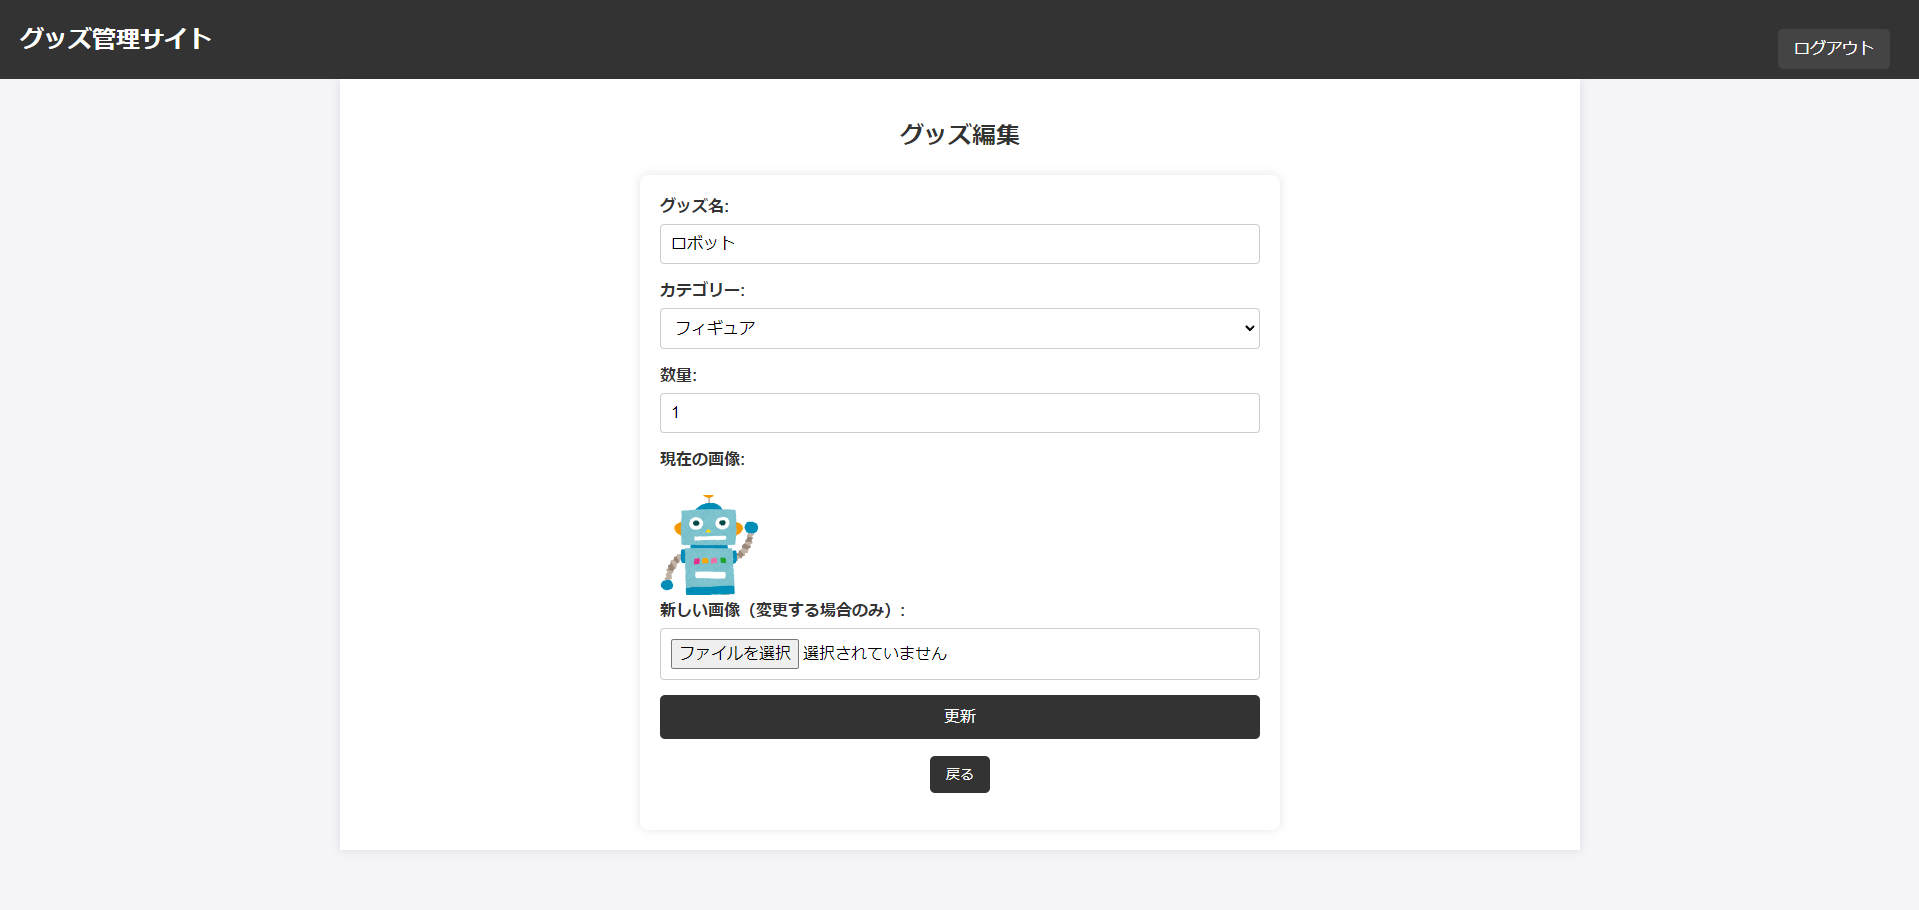 グッズ管理サイト
ログアウト
グッズ編集
グッズ名:
ロボット
カテゴリー:
フィギュア
数量:
1
現在の画像:
新しい画像（変更する場合のみ）:
ファイルを選択 選択されていません
更新
戻る